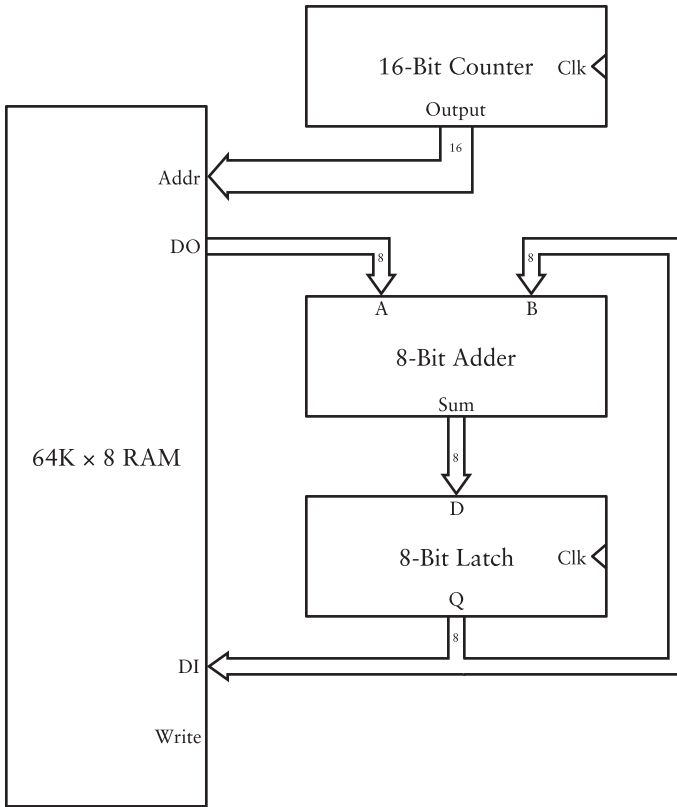 16-Bit Counter
Clk
Output
16
Addr
DO
8
8
A
B
8-Bit Adder
Sum
8
64K × 8 RAM
D
8-Bit Latch
Clk
Q
8
DI
Write